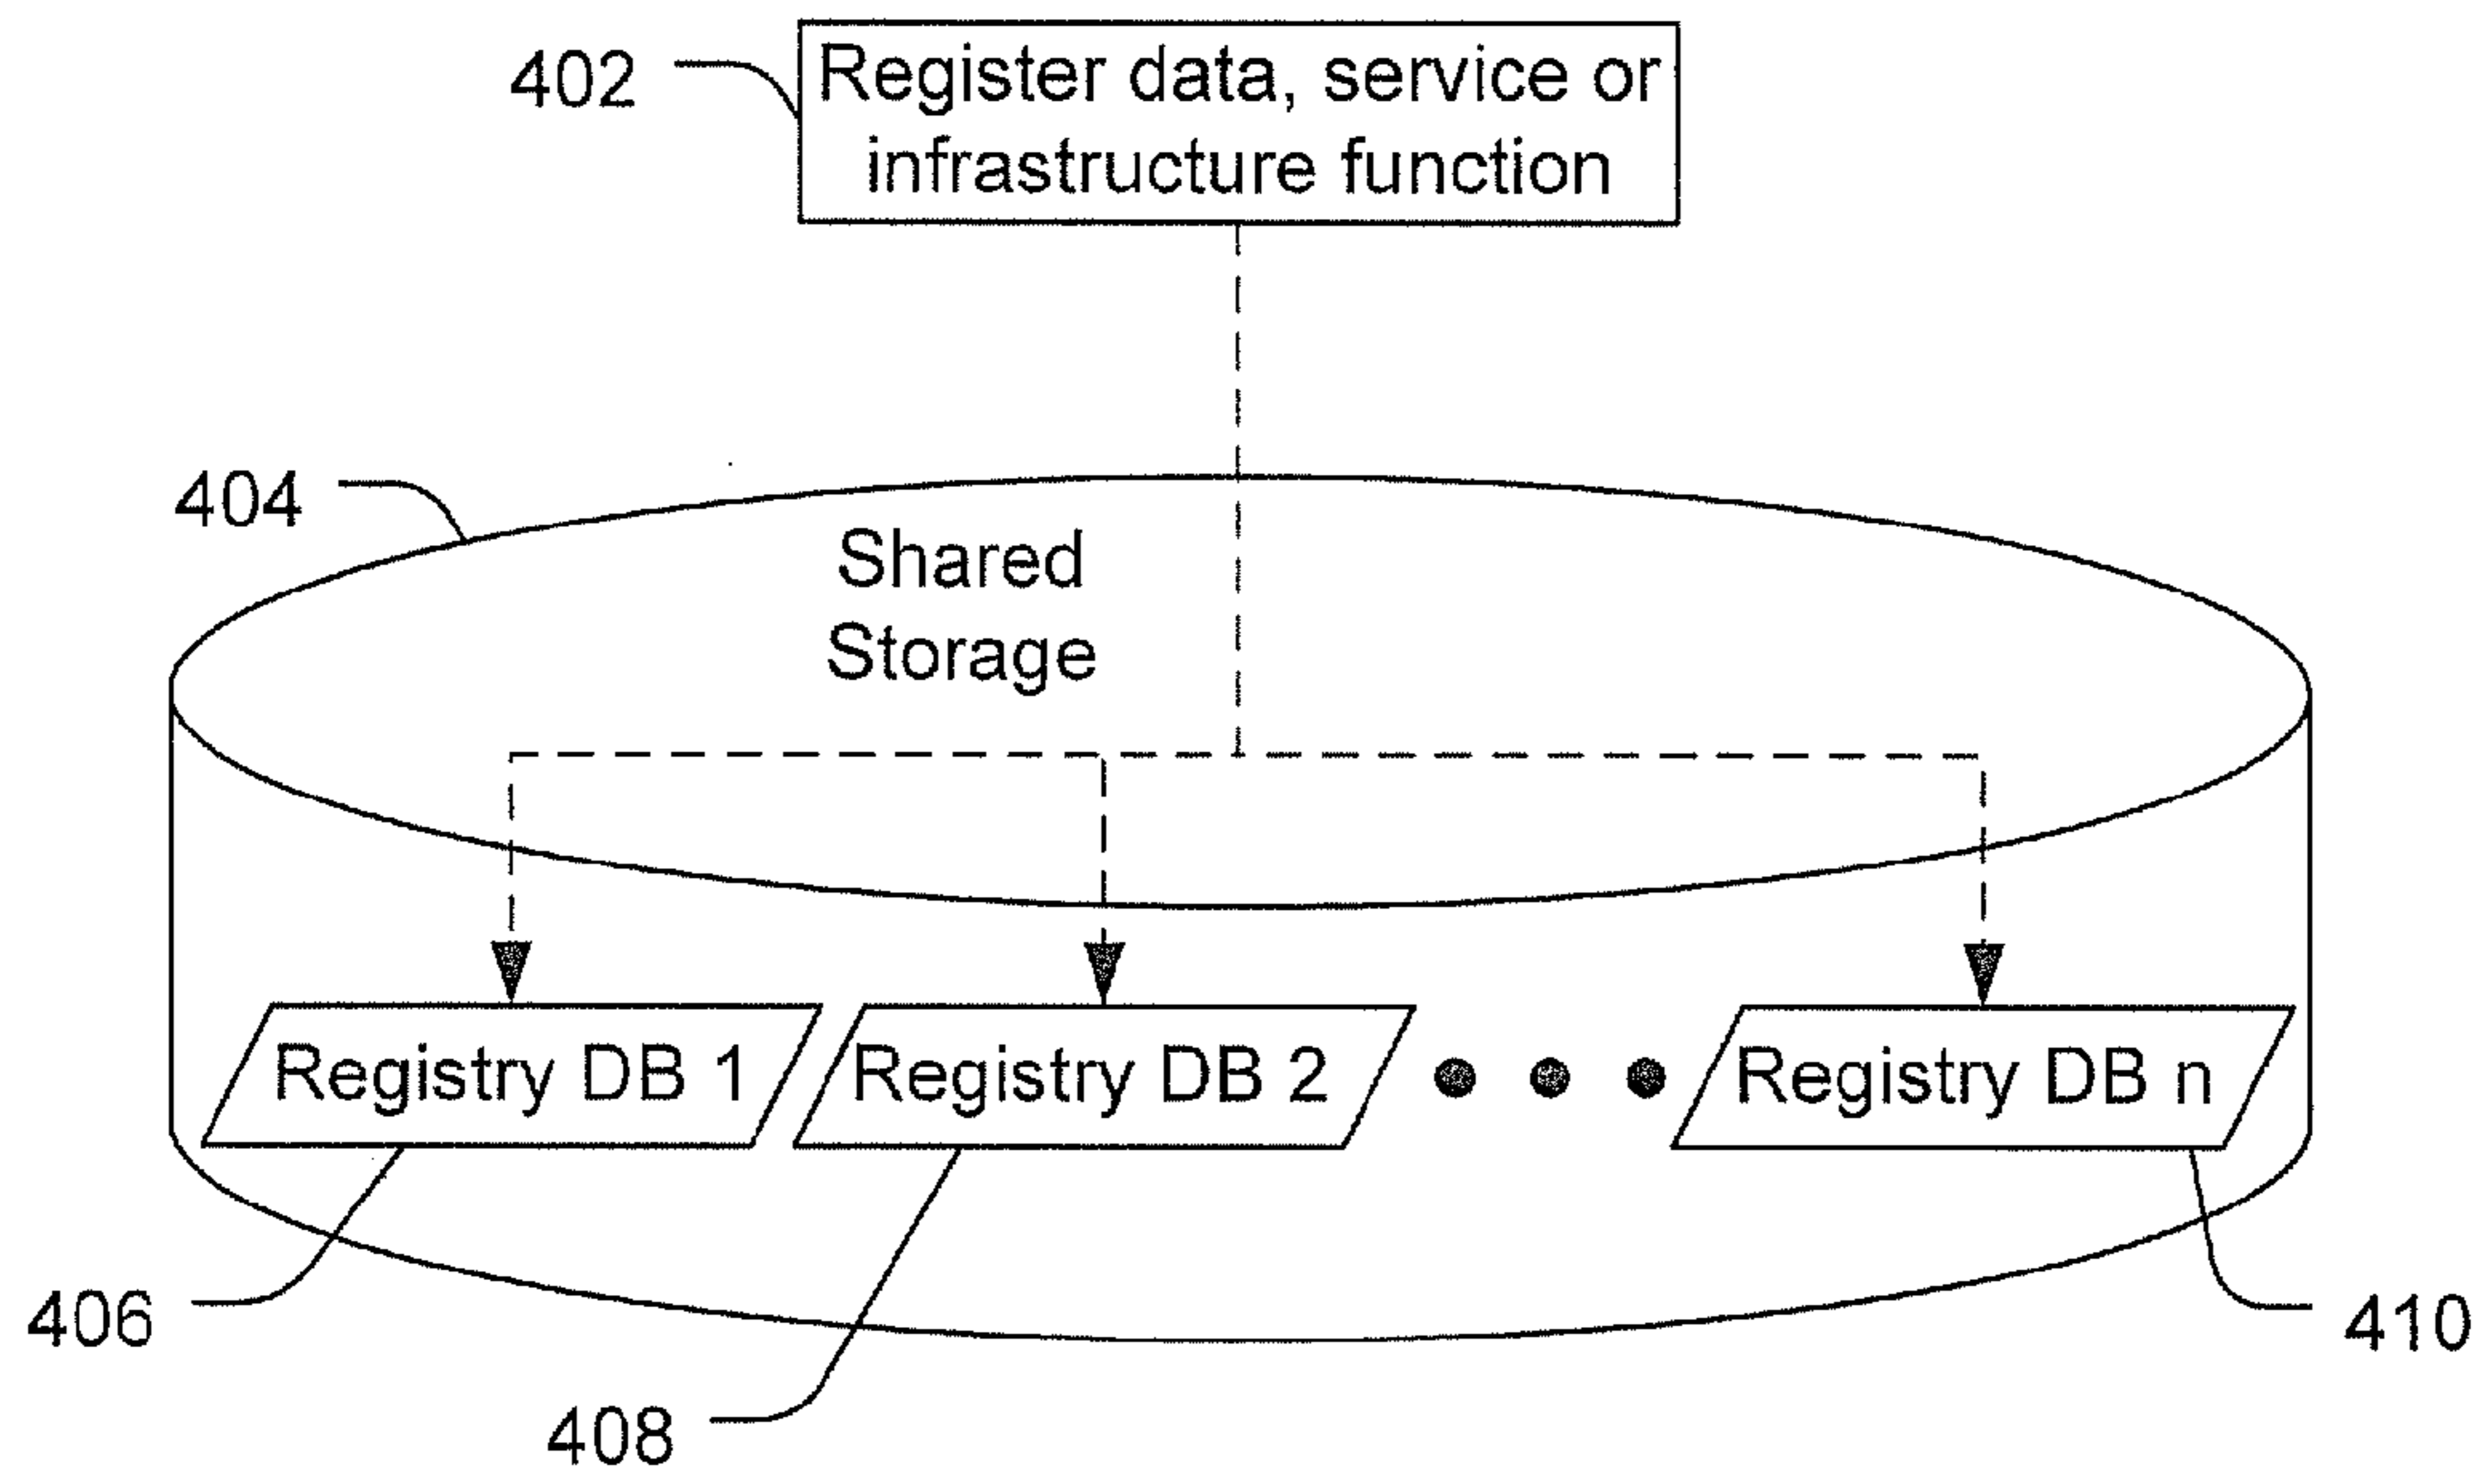 402
Register data, service or
infrastructure function
404
Shared
Storage
Registry DB 1
Registry DB 2
Registry DB n
406
408
410